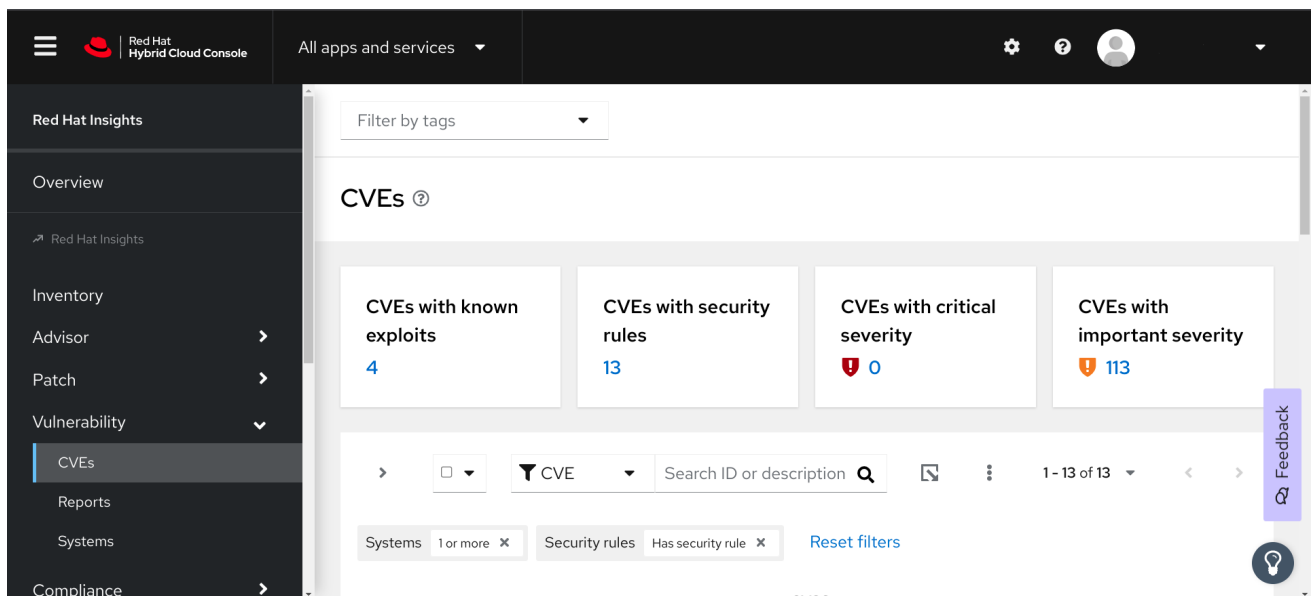 Red Hat
Hybrid Cloud Console
All apps and services
Red Hat Insights
Overview
Red Hat Insights
Inventory
Advisor
Patch
Vulnerability
CVEs
Reports
Systems
Compliance
Filter by tags
CVEs
CVEs with known
exploits
4
CVEs with security
rules
13
CVEs with critical
severity
0
CVEs with
important severity
113
CVE
Search ID or description
1 - 13 of 13
Systems 1 or more
Security rules Has security rule
Reset filters
Feedback